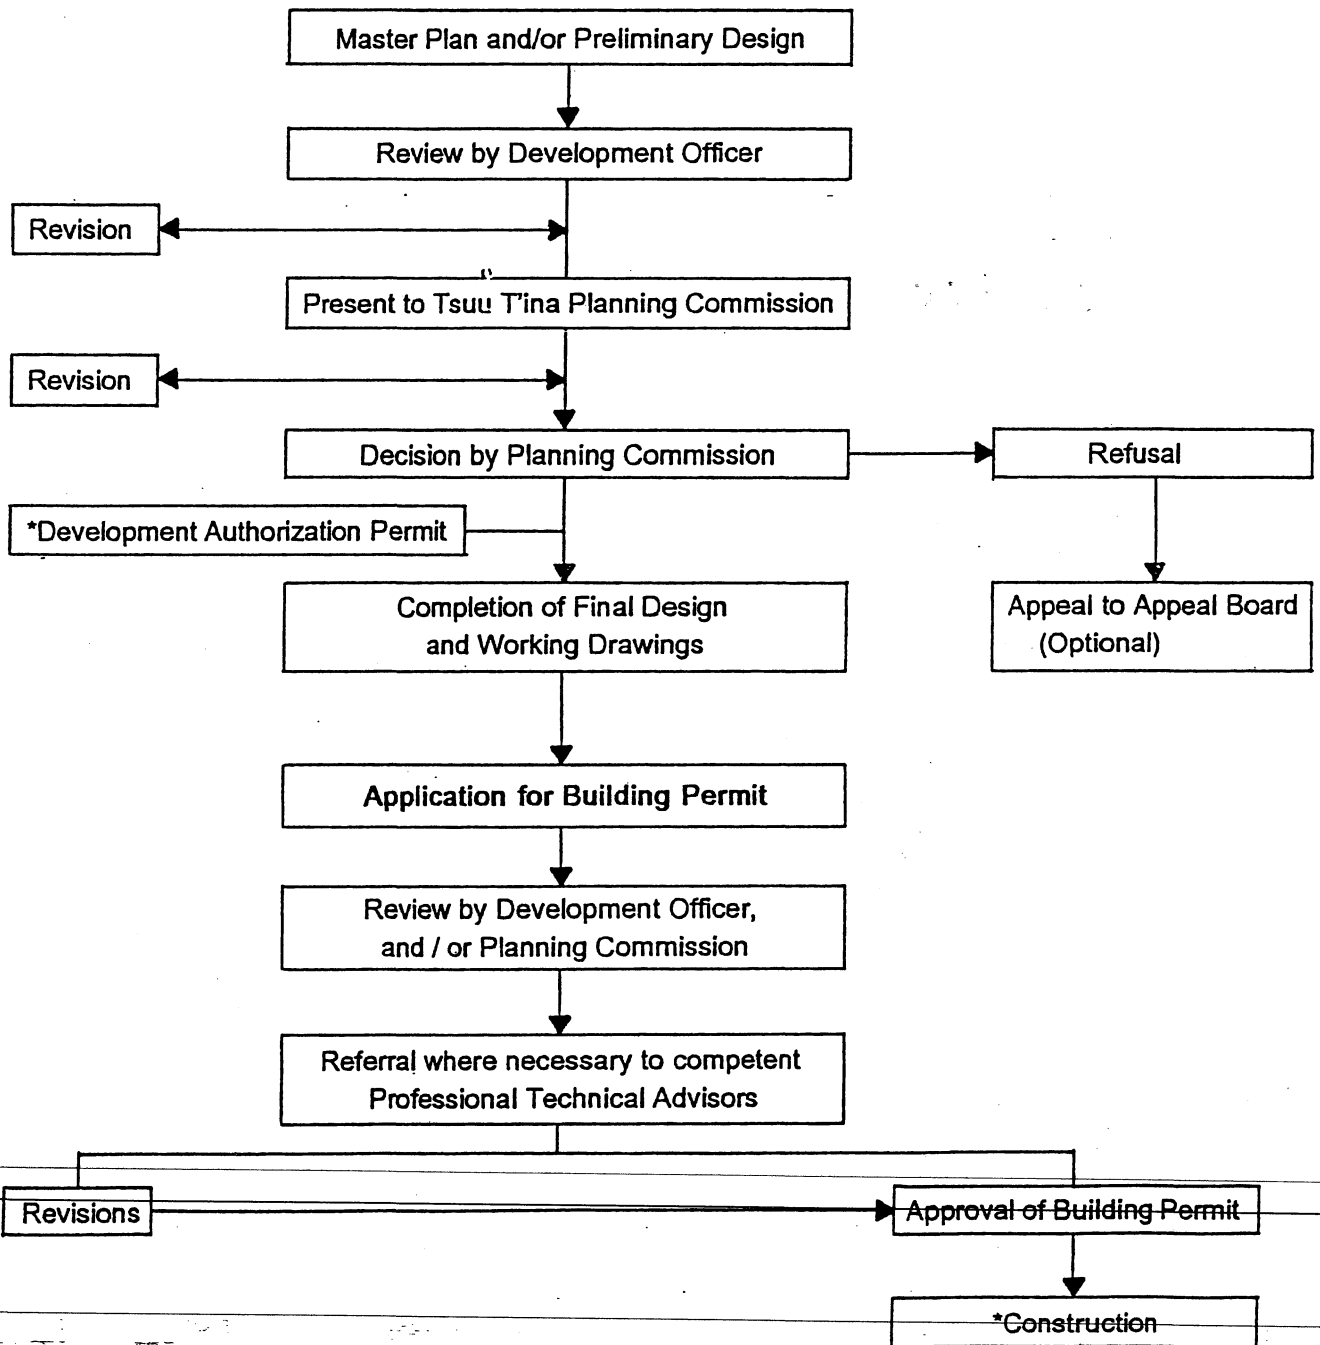 Master Plan and/or Preliminary Design
Review by Development Officer
Revision
Present to Tsuu T'ina Planning Commission
Revision
Decision by Planning Commission
Refusal
*Development Authorization Permit
Completion of Final Design
and Working Drawings
Appeal to Appeal Board
(Optional)
Application for Building Permit
Review by Development Officer,
and / or Planning Commission
Referral where necessary to competent
Professional Technical Advisors
Revisions
Approval of Building Permit
*Construction